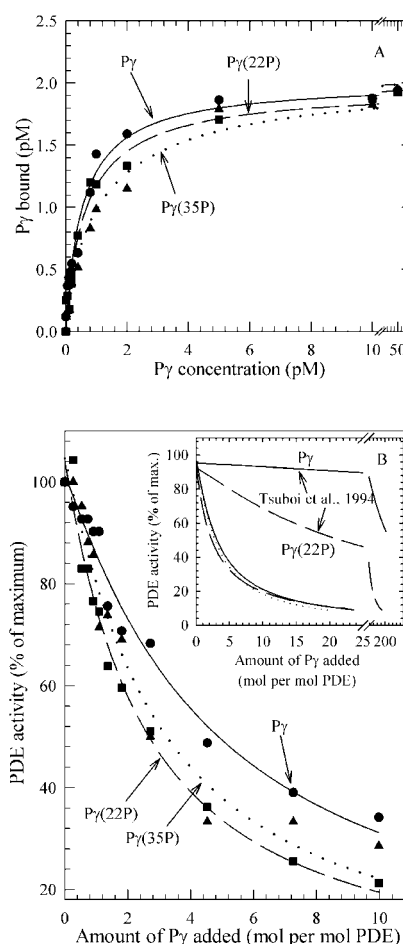 2.5
2.0
1.5
1.0
0.5
0.0
Pγ bound (pM)
A
Pγ
Pγ(22P)
Pγ(35P)
0 2 4 6 8 10 50
Pγ concentration (pM)
100
80
60
40
20
PDE activity (% of maximum)
100
80
60
40
20
0
PDE activity (% of max.)
B
Pγ
Tsuboi et al., 1994
Pγ(22P)
0 5 10 15 20 25 200
Amount of Pγ added
(mol per mol PDE)
Pγ
Pγ(22P)
Pγ(35P)
0 2 4 6 8 10
Amount of Pγ added (mol per mol PDE)